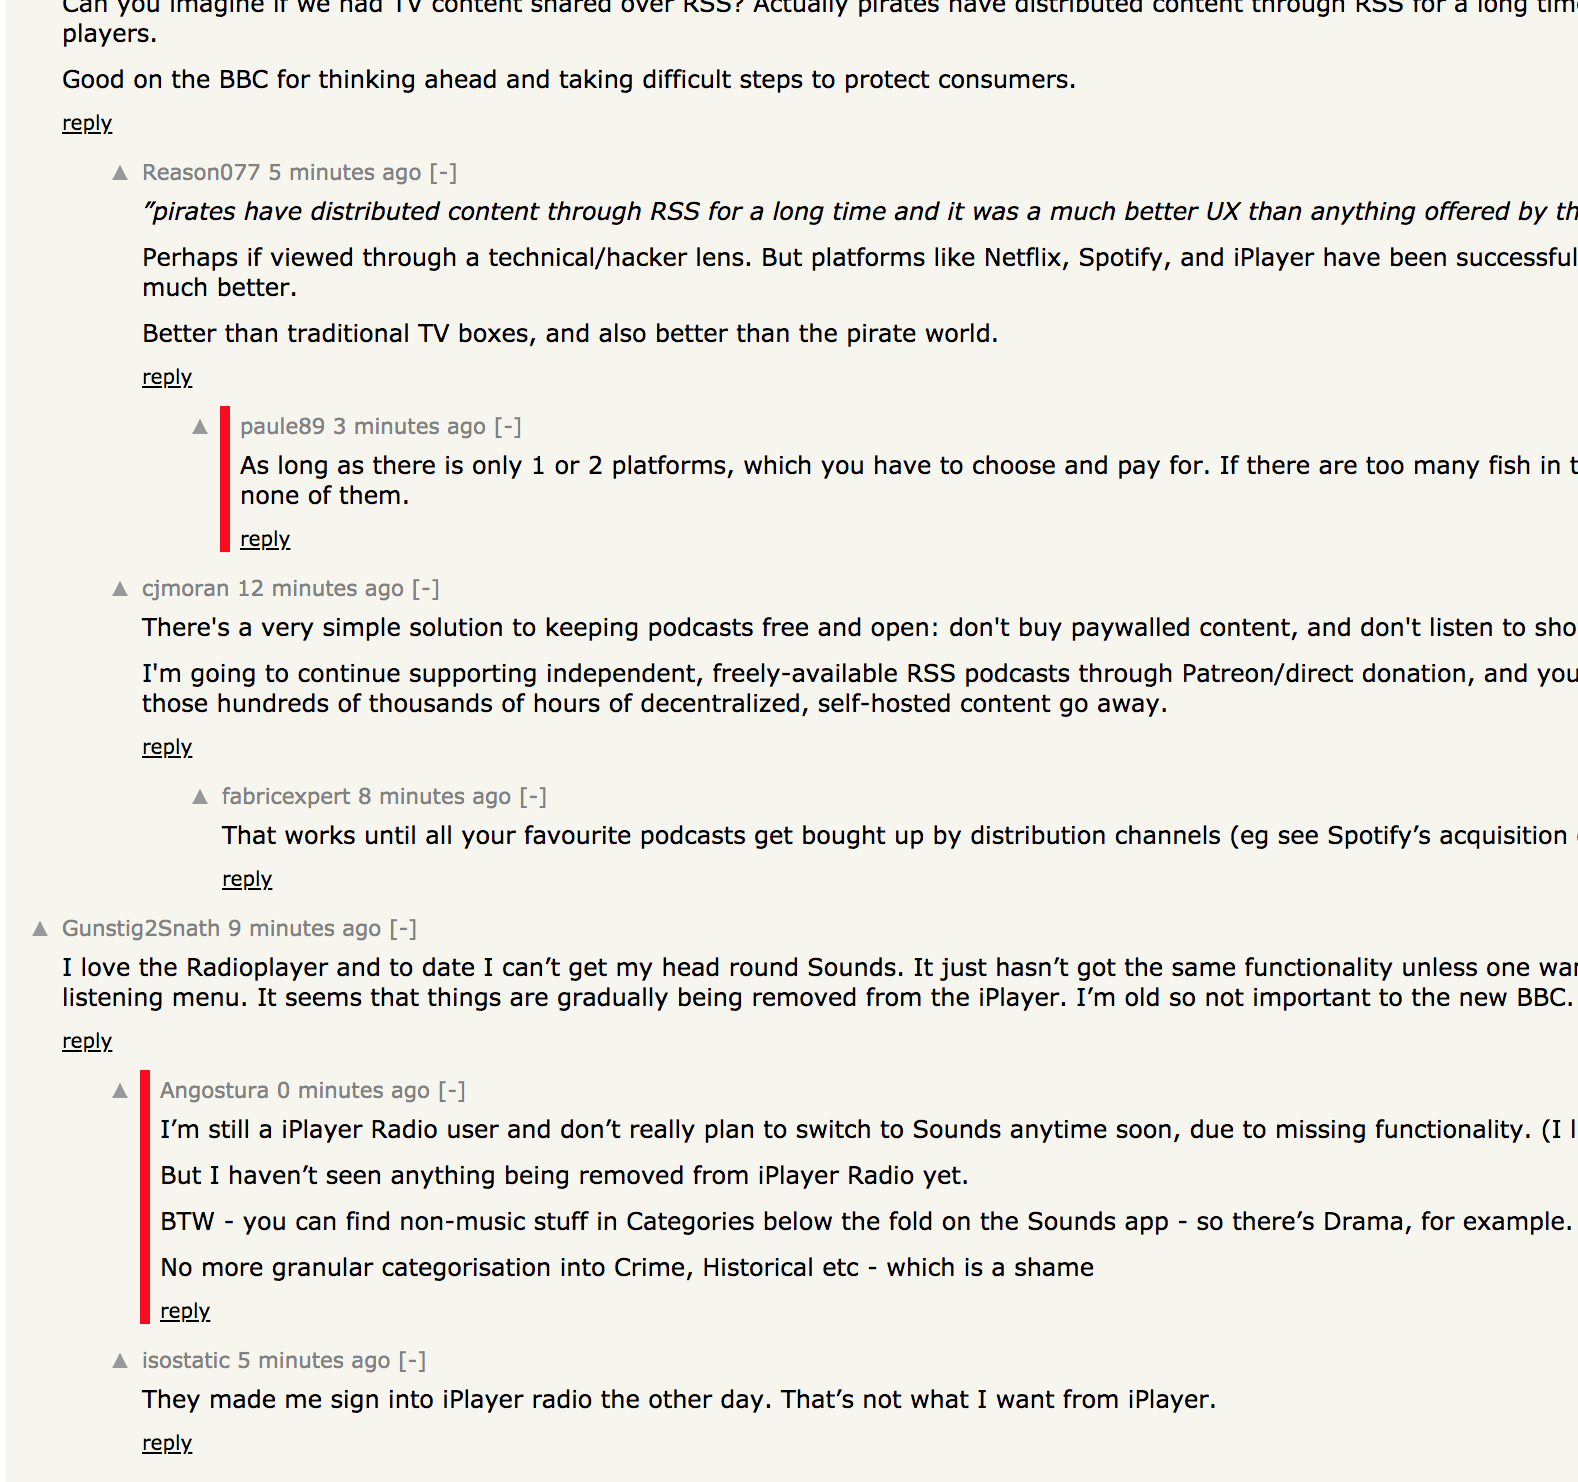 Can you imagine if we had TV content shared over RSS? Actually pirates have distributed content through RSS for a long time
players.
Good on the BBC for thinking ahead and taking difficult steps to protect consumers.
reply
▲ Reason077 5 minutes ago [-]
"pirates have distributed content through RSS for a long time and it was a much better UX than anything offered by th
Perhaps if viewed through a technical/hacker lens. But platforms like Netflix, Spotify, and iPlayer have been successful
much better.
Better than traditional TV boxes, and also better than the pirate world.
reply
▲ paule89 3 minutes ago [-]
As long as there is only 1 or 2 platforms, which you have to choose and pay for. If there are too many fish in t
none of them.
reply
▲ cjmoran 12 minutes ago [-]
There's a very simple solution to keeping podcasts free and open: don't buy paywalled content, and don't listen to sho
I'm going to continue supporting independent, freely-available RSS podcasts through Patreon/direct donation, and you
those hundreds of thousands of hours of decentralized, self-hosted content go away.
reply
▲ fabricexpert 8 minutes ago [-]
That works until all your favourite podcasts get bought up by distribution channels (eg see Spotify’s acquisition
reply
▲ Gunstig2Snath 9 minutes ago [-]
I love the Radioplayer and to date I can’t get my head round Sounds. It just hasn’t got the same functionality unless one wan
listening menu. It seems that things are gradually being removed from the iPlayer. I’m old so not important to the new BBC.
reply
▲ Angostura 0 minutes ago [-]
I’m still a iPlayer Radio user and don’t really plan to switch to Sounds anytime soon, due to missing functionality. (I l
But I haven’t seen anything being removed from iPlayer Radio yet.
BTW - you can find non-music stuff in Categories below the fold on the Sounds app - so there’s Drama, for example.
No more granular categorisation into Crime, Historical etc - which is a shame
reply
▲ isostatic 5 minutes ago [-]
They made me sign into iPlayer radio the other day. That’s not what I want from iPlayer.
reply